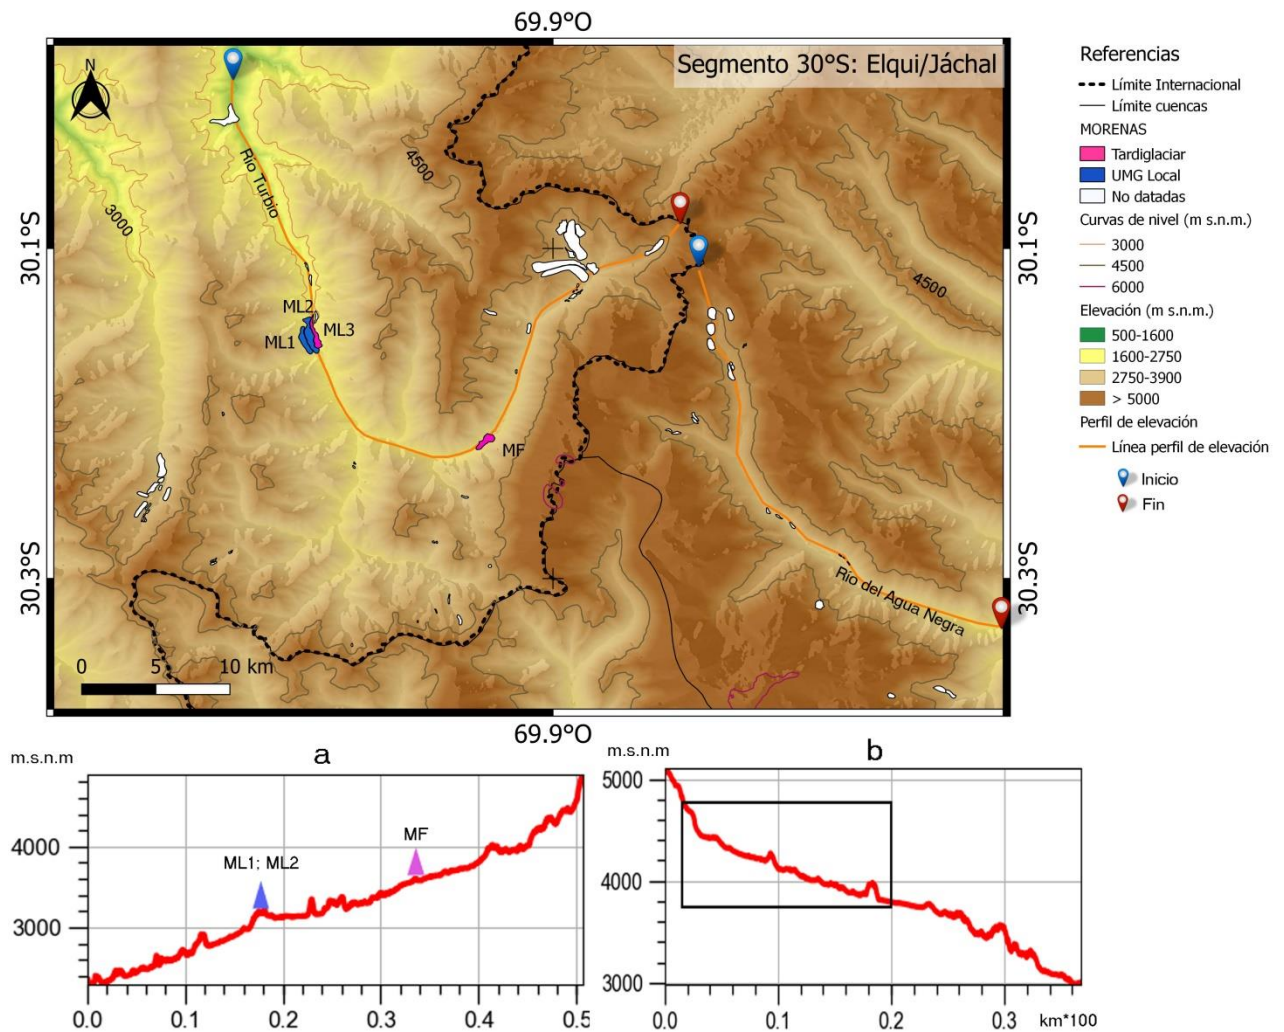 69.9°O
Segmento 30°S: Elqui/Jáchal
N
Rio Turbio
4500
3000
30.1°S
30.1°S
4500
ML2
ML3
ML1
MF
30.3°S
30.3°S
Rio del Agua Negra
0 5 10 km
69.9°O
Referencias
Límite Internacional
Límite cuencas
MORENAS
Tardiglaciar
UMG Local
No datadas
Curvas de nivel (m s.n.m.)
3000
4500
6000
Elevación (m s.n.m.)
500-1600
1600-2750
2750-3900
> 5000
Perfil de elevación
Línea perfil de elevación
Inicio
Fin
a
m.s.n.m
4000
3000
ML1; ML2
MF
0.0 0.1 0.2 0.3 0.4 0.5
b
m.s.n.m
5000
4000
3000
0.0 0.1 0.2 0.3 km*100